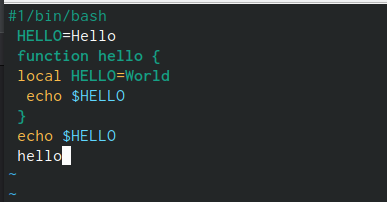 #1/bin/bash
HELLO=Hello
function hello {
local HELLO=World
echo $HELLO
}
echo $HELLO
hello
~
~